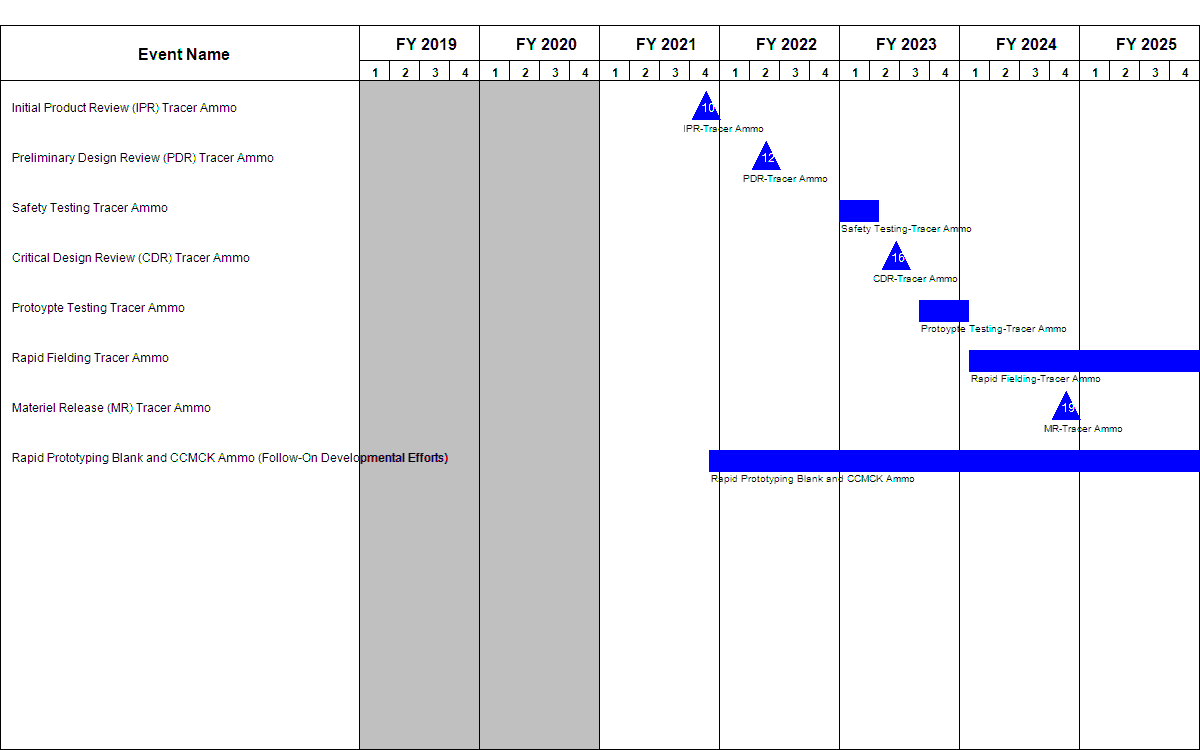 Event Name
FY 2019 FY 2020 FY 2021 FY 2022 FY 2023 FY 2024 FY 2025
1 2 3 4 1 2 3 4 1 2 3 4 1 2 3 4 1 2 3 4 1 2 3 4 1 2 3 4
Initial Product Review (IPR) Tracer Ammo
10
IPR-Tracer Ammo
Preliminary Design Review (PDR) Tracer Ammo
12
PDR-Tracer Ammo
Safety Testing Tracer Ammo
Safety Testing-Tracer Ammo
Critical Design Review (CDR) Tracer Ammo
16
CDR-Tracer Ammo
Protoypte Testing Tracer Ammo
Protoypte Testing-Tracer Ammo
Rapid Fielding Tracer Ammo
Rapid Fielding-Tracer Ammo
Materiel Release (MR) Tracer Ammo
19
MR-Tracer Ammo
Rapid Prototyping Blank and CCMCK Ammo (Follow-On Developmental Efforts)
Rapid Prototyping Blank and CCMCK Ammo